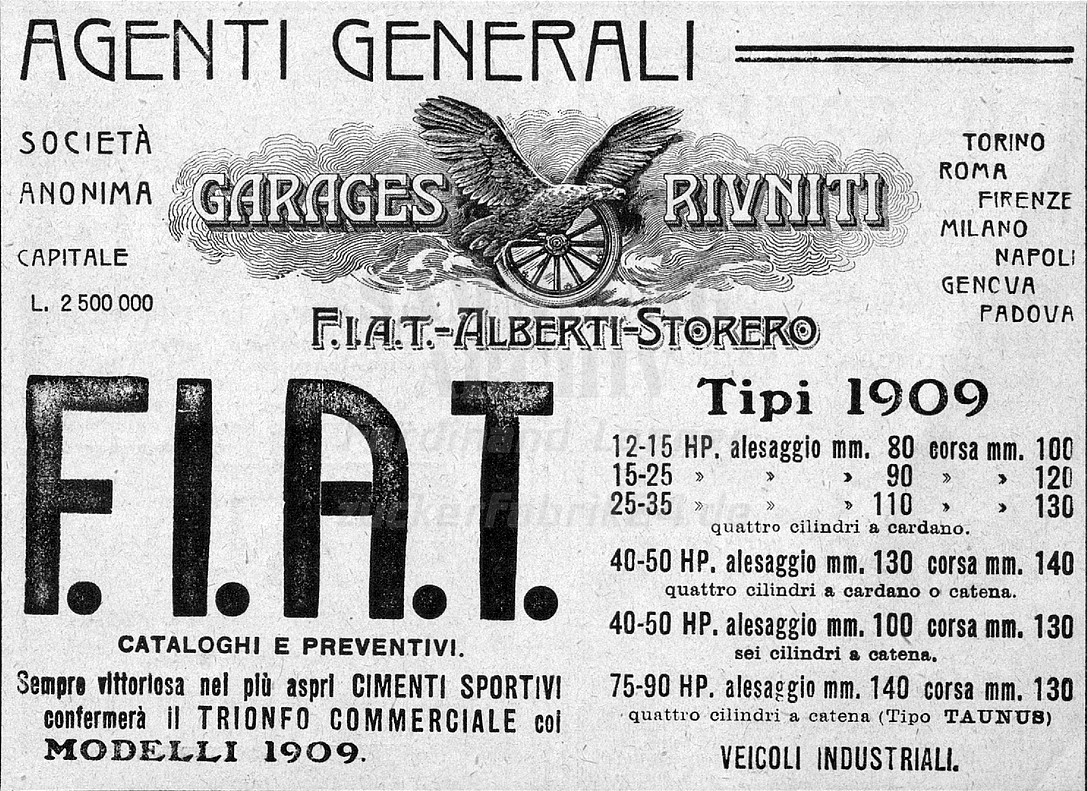 AGENTI GENERALI
SOCIETÀ
ANONIMA
CAPITALE
L. 2 500 000
GARAGES RIVNITI
F.I.A.T.-ALBERTI-STORERO
TORINO
ROMA
FIRENZE
MILANO
NAPOLI
GENOVA
PADOVA
F.I.A.T.
CATALOGHI E PREVENTIVI.
Sempre vittoriosa nei più aspri CIMENTI SPORTIVI
confermerà il TRIONFO COMMERCIALE coi
MODELLI 1909.
Tipi 1909
12-15 HP. alesaggio mm. 80 corsa mm. 100
15-25 » » » 90 » » 120
25-35 » » » 110 » » 130
quattro cilindri a cardano.
40-50 HP. alesaggio mm. 130 corsa mm. 140
quattro cilindri a cardano o catena.
40-50 HP. alesaggio mm. 100 corsa mm. 130
sei cilindri a catena.
75-90 HP. alesaggio mm. 140 corsa mm. 130
quattro cilindri a catena (Tipo TAUNUS)
VEICOLI INDUSTRIALI.